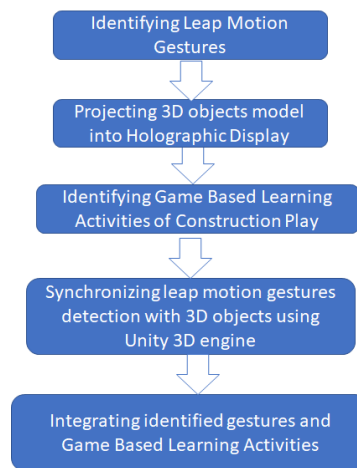 Identifying Leap Motion
Gestures
Projecting 3D objects model
into Holographic Display
Identifying Game Based Learning
Activities of Construction Play
Synchronizing leap motion gestures
detection with 3D objects using
Unity 3D engine
Integrating identified gestures and
Game Based Learning Activities